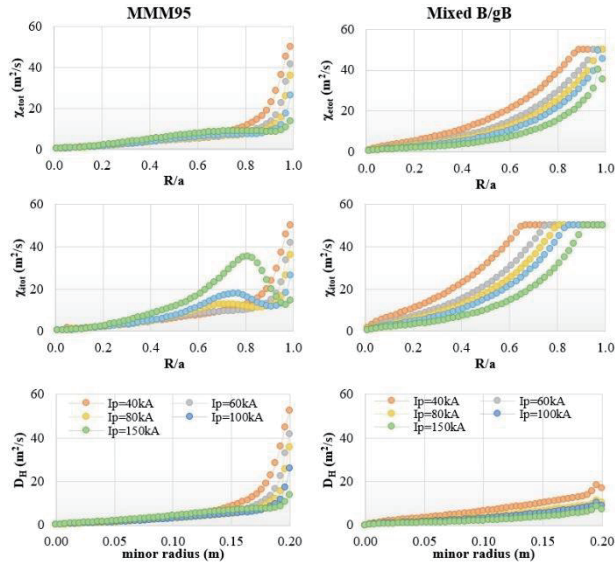 MMM95
Mixed B/gB
χetot (m²/s)
60
40
20
0
0.0 0.2 0.4 0.6 0.8 1.0
R/a
χetot (m²/s)
60
40
20
0
0.0 0.2 0.4 0.6 0.8 1.0
R/a
χitot (m²/s)
60
40
20
0
0.0 0.2 0.4 0.6 0.8 1.0
R/a
χitot (m²/s)
60
40
20
0
0.0 0.2 0.4 0.6 0.8 1.0
R/a
DH (m²/s)
60
40
20
0
Ip=40kA Ip=60kA
Ip=80kA Ip=100kA
Ip=150kA
0.00 0.05 0.10 0.15 0.20
minor radius (m)
DH (m²/s)
60
40
20
0
Ip=40kA Ip=60kA
Ip=80kA Ip=100kA
Ip=150kA
0.00 0.05 0.10 0.15 0.20
minor radius (m)